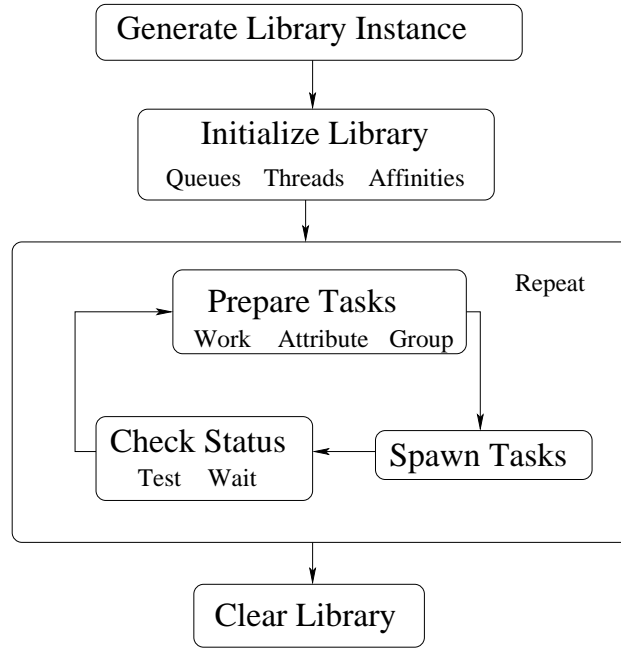 Generate Library Instance
Initialize Library
Queues Threads Affinities
Repeat
Prepare Tasks
Work Attribute Group
Check Status
Test Wait
Spawn Tasks
Clear Library